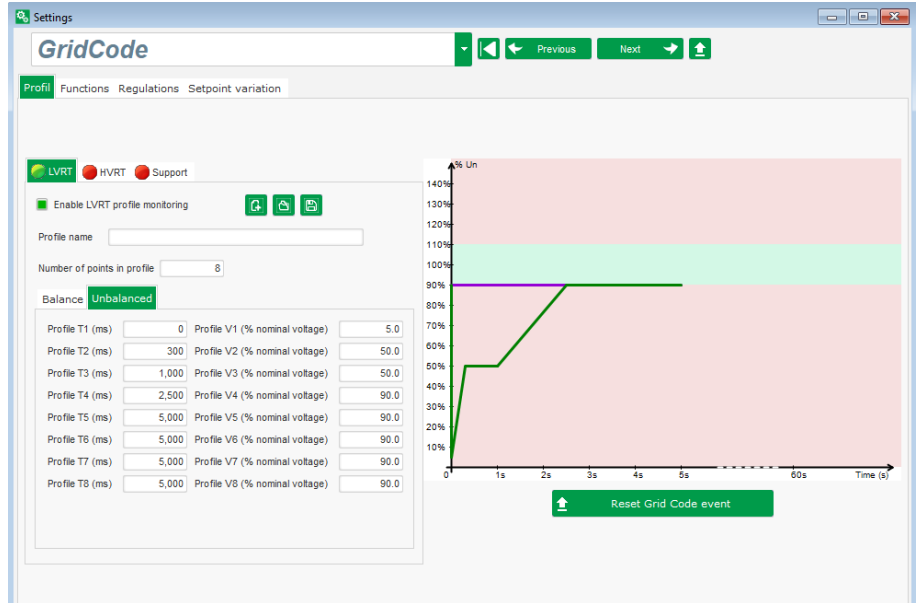 Settings
GridCode
Previous
Next
Profil Functions Regulations Setpoint variation
LVRT HVRT Support
Enable LVRT profile monitoring
Profile name
Number of points in profile 8
Balance Unbalanced
Profile T1 (ms) 0 Profile V1 (% nominal voltage) 5.0
Profile T2 (ms) 300 Profile V2 (% nominal voltage) 50.0
Profile T3 (ms) 1,000 Profile V3 (% nominal voltage) 50.0
Profile T4 (ms) 2,500 Profile V4 (% nominal voltage) 90.0
Profile T5 (ms) 5,000 Profile V5 (% nominal voltage) 90.0
Profile T6 (ms) 5,000 Profile V6 (% nominal voltage) 90.0
Profile T7 (ms) 5,000 Profile V7 (% nominal voltage) 90.0
Profile T8 (ms) 5,000 Profile V8 (% nominal voltage) 90.0
% Un
140%
130%
120%
110%
100%
90%
80%
70%
60%
50%
40%
30%
20%
10%
0 1s 2s 3s 4s 5s 60s Time (s)
Reset Grid Code event